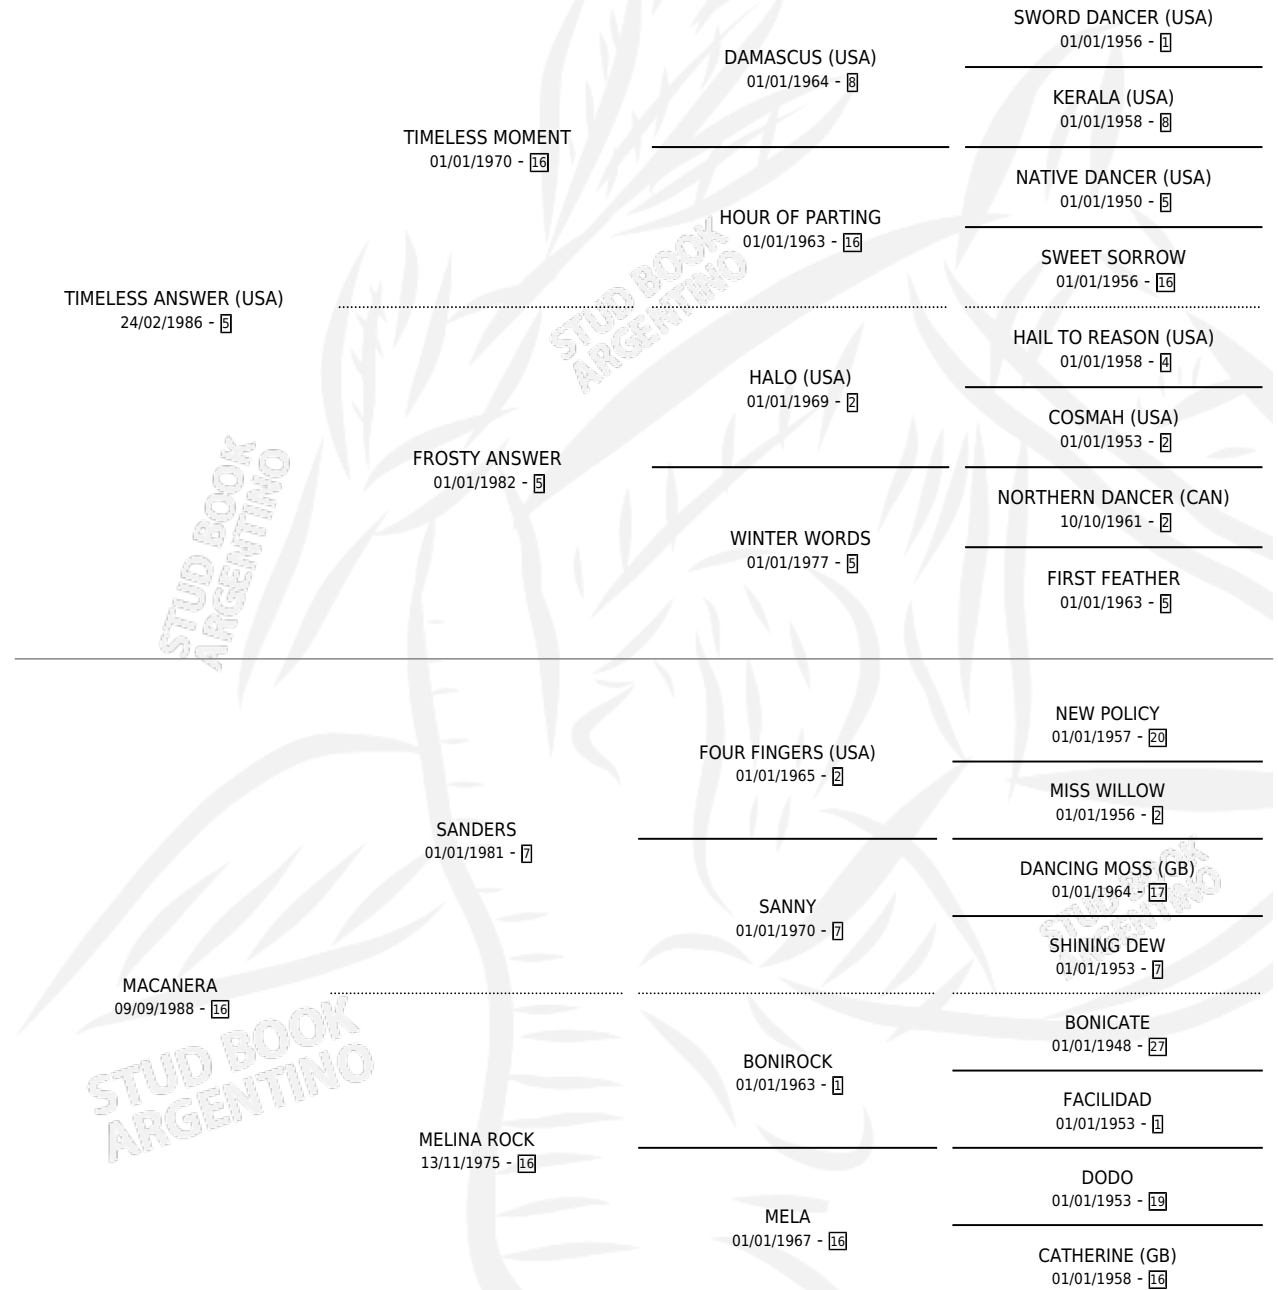 SWORD DANCER (USA)
01/01/1956 - 1
DAMASCUS (USA)
01/01/1964 - 8
KERALA (USA)
01/01/1958 - 8
TIMELESS MOMENT
01/01/1970 - 16
NATIVE DANCER (USA)
01/01/1950 - 5
HOUR OF PARTING
01/01/1963 - 16
SWEET SORROW
01/01/1956 - 16
TIMELESS ANSWER (USA)
24/02/1986 - 5
HAIL TO REASON (USA)
01/01/1958 - 4
HALO (USA)
01/01/1969 - 2
COSMAH (USA)
01/01/1953 - 2
FROSTY ANSWER
01/01/1982 - 5
NORTHERN DANCER (CAN)
10/10/1961 - 2
WINTER WORDS
01/01/1977 - 5
FIRST FEATHER
01/01/1963 - 5
STUD BOOK
ARGENTINO
STUD BOOK
ARGENTINO
NEW POLICY
01/01/1957 - 20
FOUR FINGERS (USA)
01/01/1965 - 2
MISS WILLOW
01/01/1956 - 2
SANDERS
01/01/1981 - 7
DANCING MOSS (GB)
01/01/1964 - 17
SANNY
01/01/1970 - 7
SHINING DEW
01/01/1953 - 7
STUD BOOK
ARGENTINO
MACANERA
09/09/1988 - 16
BONICATE
01/01/1948 - 27
BONIROCK
01/01/1963 - 1
FACILIDAD
01/01/1953 - 1
MELINA ROCK
13/11/1975 - 16
DODO
01/01/1953 - 19
MELA
01/01/1967 - 16
CATHERINE (GB)
01/01/1958 - 16
STUD BOOK
ARGENTINO